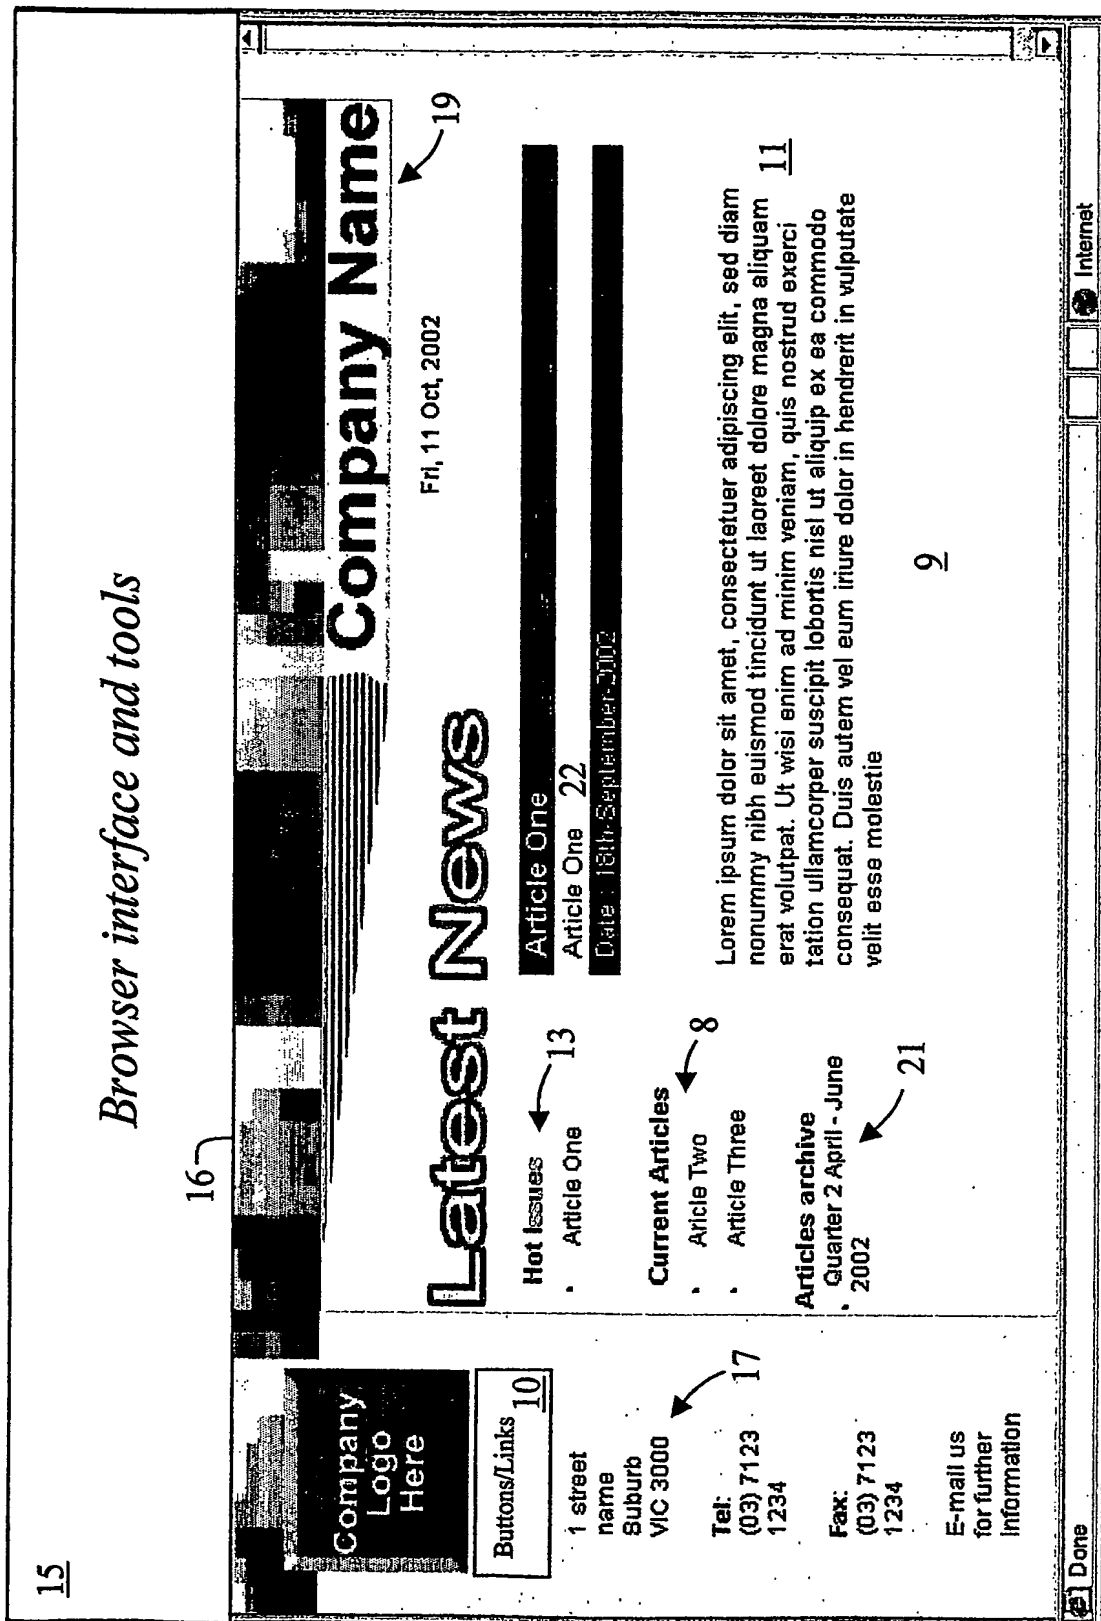 15
Browser interface and tools
16
Company
Logo
Here
Company Name
19
Buttons/Links 10
Latest News
Fri, 11 Oct, 2002
1 street
name
Suburb
VIC 3000
17
Tel:
(03) 7123
1234
Fax:
(03) 7123
1234
E-mail us
for further
information
Hot Issues
13
• Article One
Current Articles
8
• Aricle Two
• Article Three
Articles archive
• Quarter 2 April - June
2002
21
Article One
Article One 22
Date : 18th-September-2002
Lorem ipsum dolor sit amet, consectetuer adipiscing elit, sed diam
nonummy nibh euismod tincidunt ut laoreet dolore magna aliquam
erat volutpat. Ut wisi enim ad minim veniam, quis nostrud exerci
tation ullamcorper suscipit lobortis nisl ut aliquip ex ea commodo
consequat. Duis autem vel eum iriure dolor in hendrerit in vulputate
velit esse molestie
11
9
Done
Internet